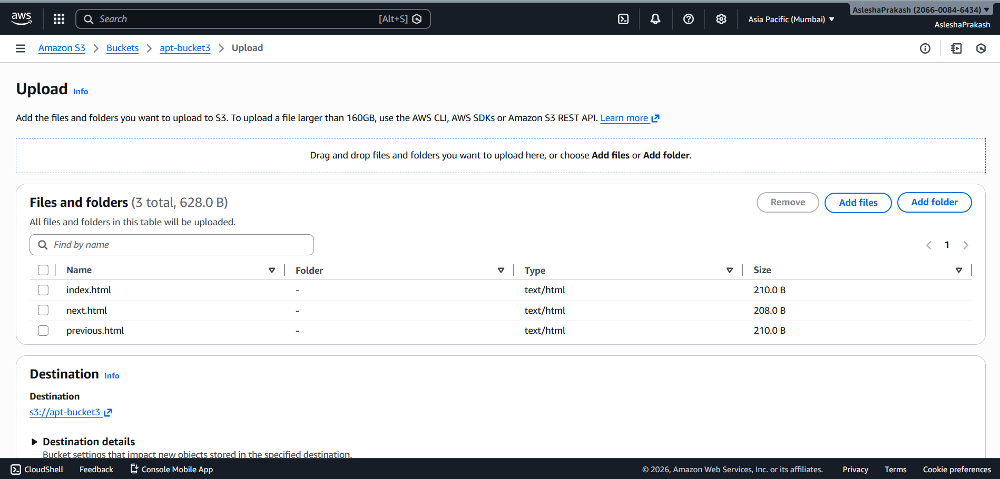 aws
Search [Alt+S]
Asia Pacific (Mumbai)
AsleshaPrakash (2066-0084-6434)
AsleshaPrakash
Amazon S3 Buckets apt-bucket3 Upload
Upload Info
Add the files and folders you want to upload to S3. To upload a file larger than 160GB, use the AWS CLI, AWS SDKs or Amazon S3 REST API. Learn more
Drag and drop files and folders you want to upload here, or choose Add files or Add folder.
Files and folders (3 total, 628.0 B)
Remove Add files Add folder
All files and folders in this table will be uploaded.
Find by name
1
Name Folder Type Size
index.html - text/html 210.0 B
next.html - text/html 208.0 B
previous.html - text/html 210.0 B
Destination Info
Destination
s3://apt-bucket3
Destination details
Bucket settings that impact new objects stored in the specified destination.
CloudShell Feedback Console Mobile App © 2026, Amazon Web Services, Inc. or its affiliates. Privacy Terms Cookie preferences